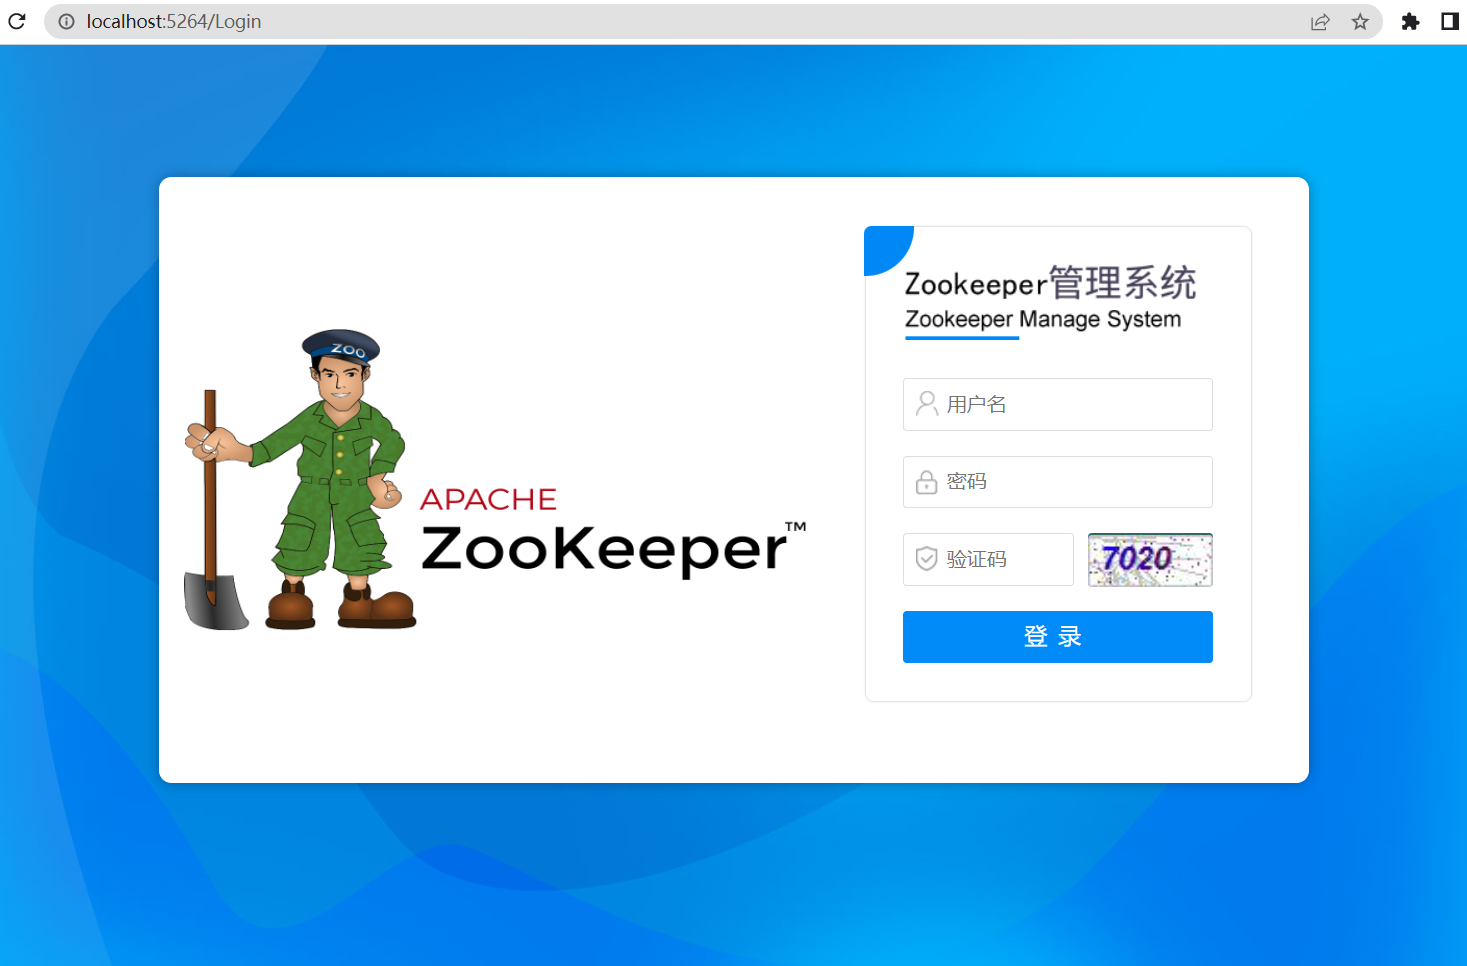 localhost:5264/Login
Zookeeper管理系统
Zookeeper Manage System
ZOO
用户名
APACHE
ZooKeeper™
密码
验证码
7020
登 录